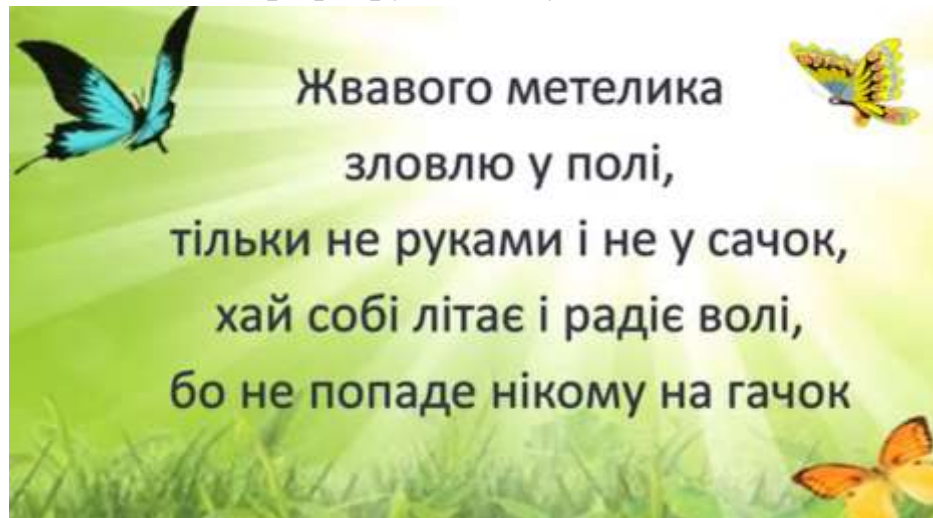 Жвавого метелика
зловлю у полі,
тільки не руками і не у сачок,
хай собі літає і радіє волі,
бо не попаде нікому на гачок